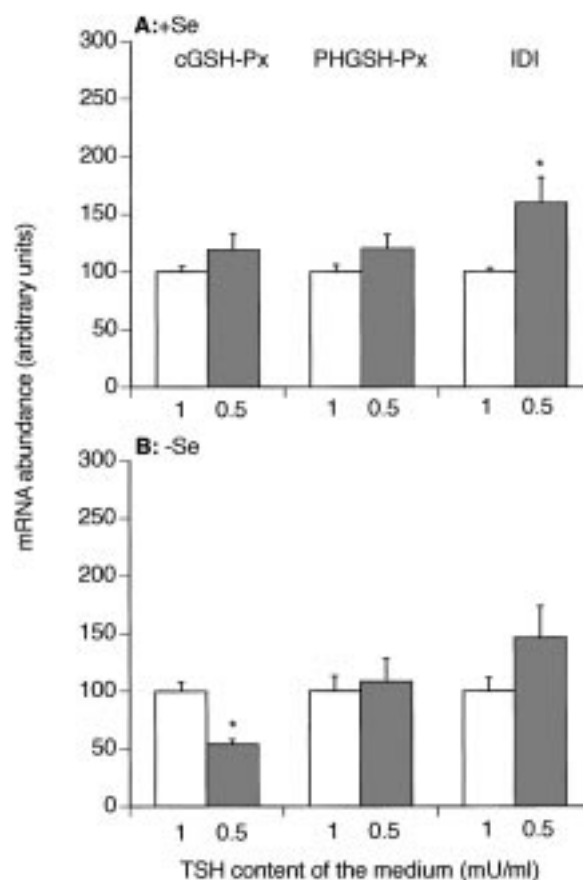 A:+Se
cGSH-Px PHGSH-Px IDI
300
250
200
150
100
50
0
*
1 0.5 1 0.5 1 0.5
mRNA abundance (arbitrary units)
B: -Se
300
250
200
150
100
50
0
*
1 0.5 1 0.5 1 0.5
TSH content of the medium (mU/ml)